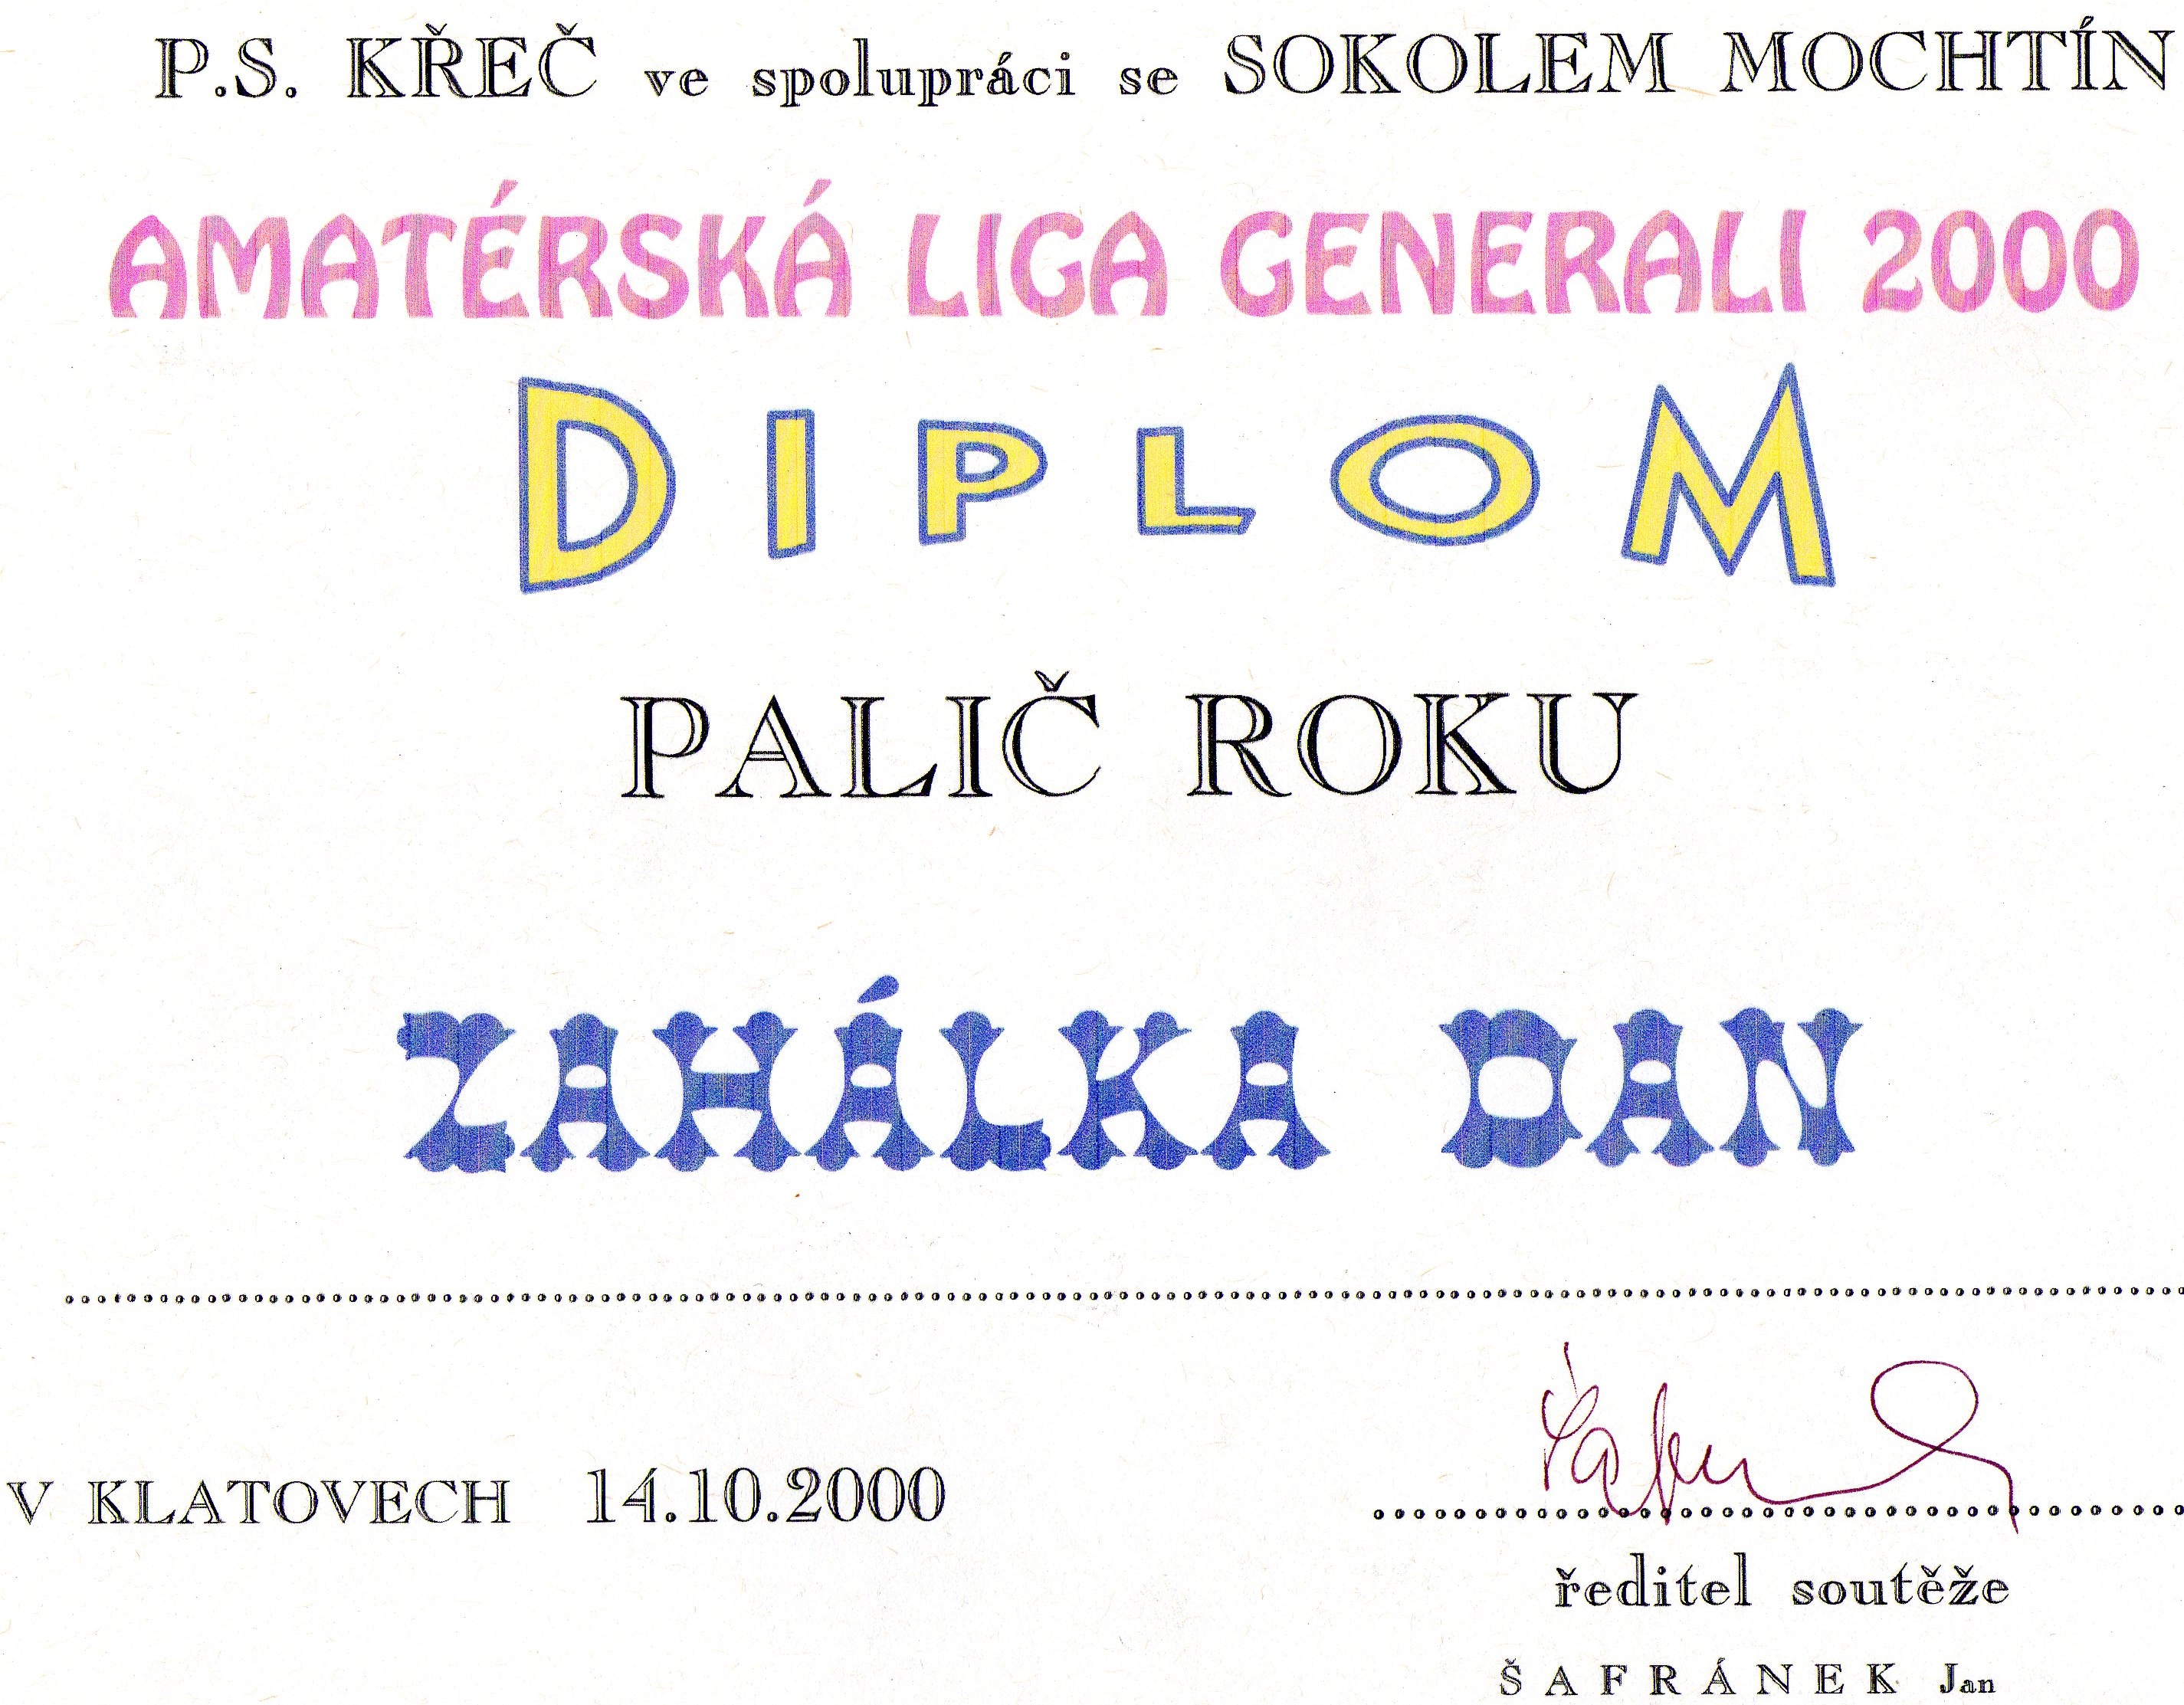 P.S. KŘEČ ve spolupráci se SOKOLEM MOCHTÍN
AMATÉRSKÁ LIGA GENERALI 2000
DIPLOM
PALIČ ROKU
ZAHÁLKA DAN
V KLATOVECH 14.10.2000
ředitel soutěže
ŠAFRÁNEK Jan